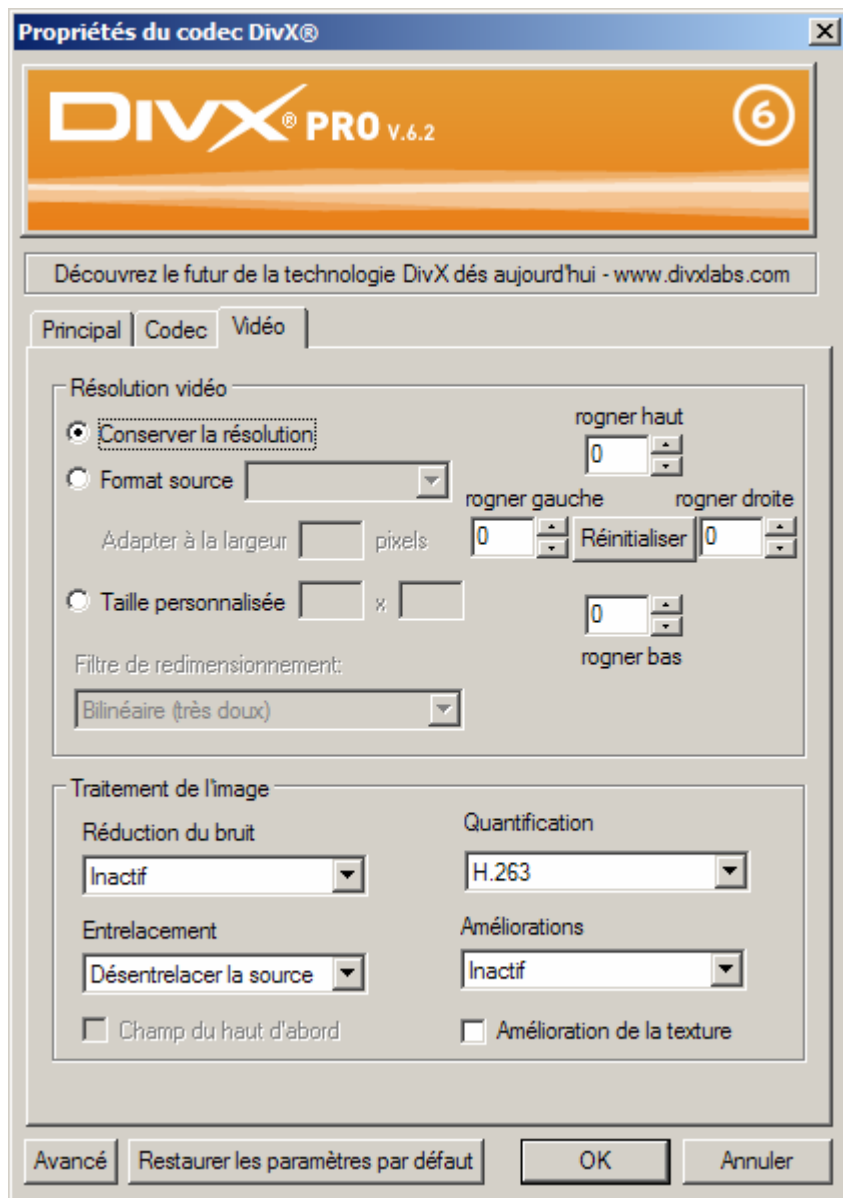 Propriétés du codec DivX®
DIVX® PRO V.6.2
6
Découvrez le futur de la technologie DivX dés aujourd'hui - www.divxlabs.com
Principal Codec Vidéo
Résolution vidéo
Conserver la résolution
rogner haut
0
Format source
rogner gauche rogner droite
Adapter à la largeur pixels
0 Réinitialiser 0
Taille personnalisée x
0
rogner bas
Filtre de redimensionnement:
Bilinéaire (très doux)
Traitement de l'image
Réduction du bruit
Quantification
Inactif
H.263
Entrelacement
Améliorations
Désentrelacer la source
Inactif
Champ du haut d'abord
Amélioration de la texture
Avancé Restaurer les paramètres par défaut OK Annuler